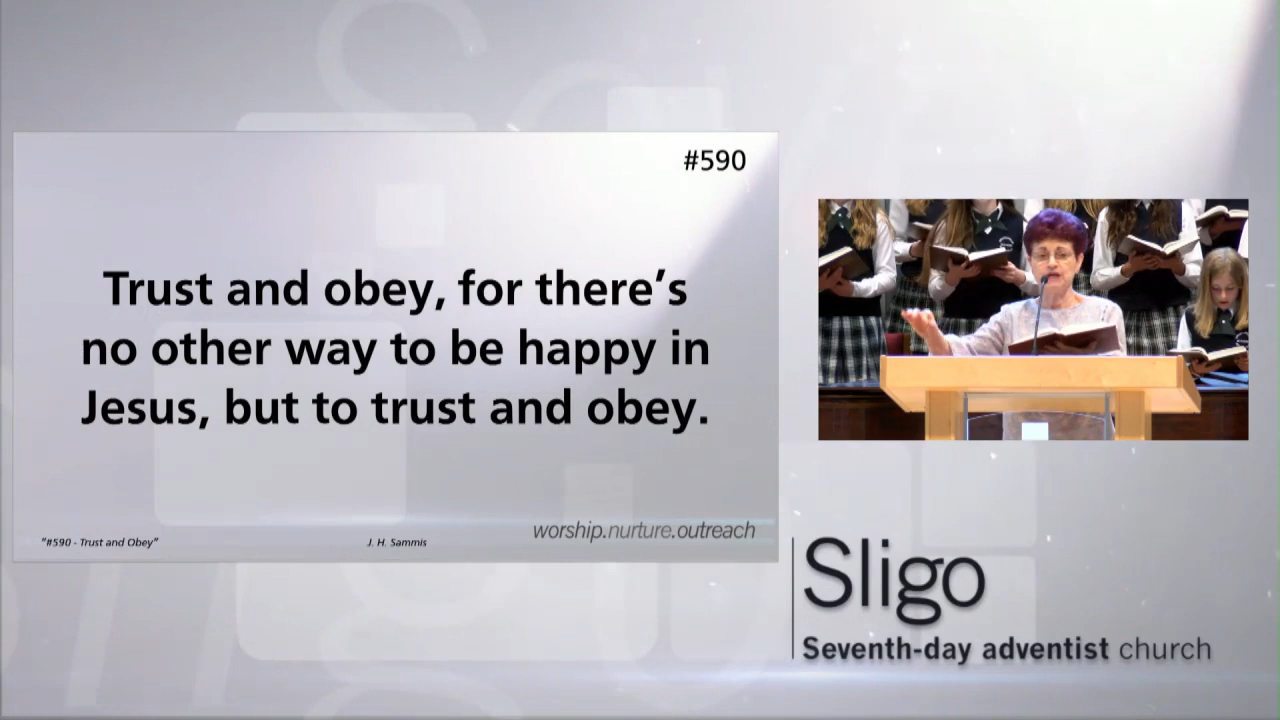 #590
Trust and obey, for there's
no other way to be happy in
Jesus, but to trust and obey.
worship.nurture.outreach
"#590 - Trust and Obey"
J. H. Sammis
Sligo
Seventh-day adventist church